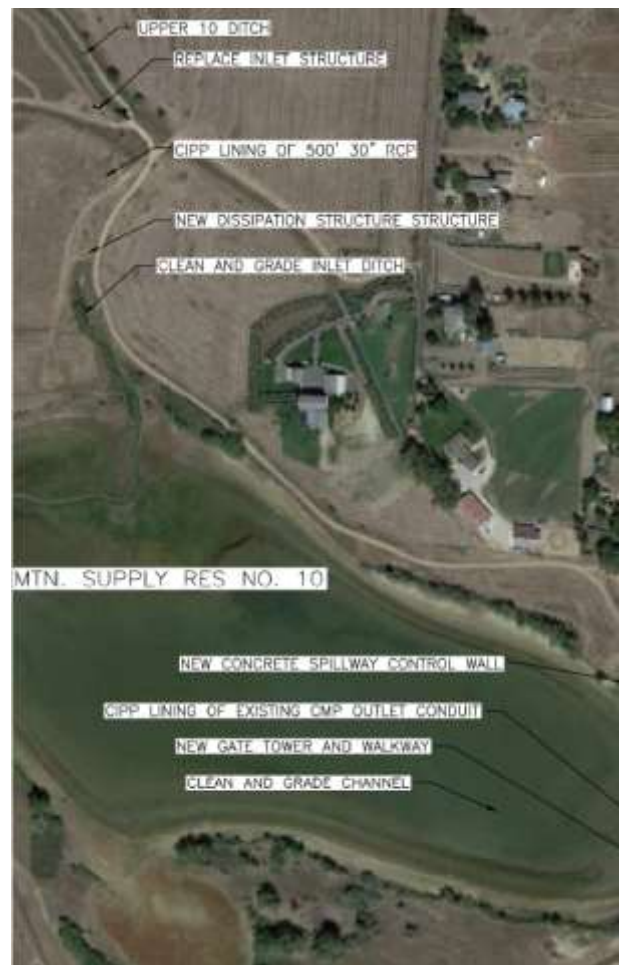 UPPER 10 DITCH
REPLACE INLET STRUCTURE
CIPP LINING OF 500' 30" RCP
NEW DISSIPATION STRUCTURE STRUCTURE
CLEAN AND GRADE INLET DITCH
MTN. SUPPLY RES NO. 10
NEW CONCRETE SPILLWAY CONTROL WALL
CIPP LINING OF EXISTING CMP OUTLET CONDUIT
NEW GATE TOWER AND WALKWAY
CLEAN AND GRADE CHANNEL